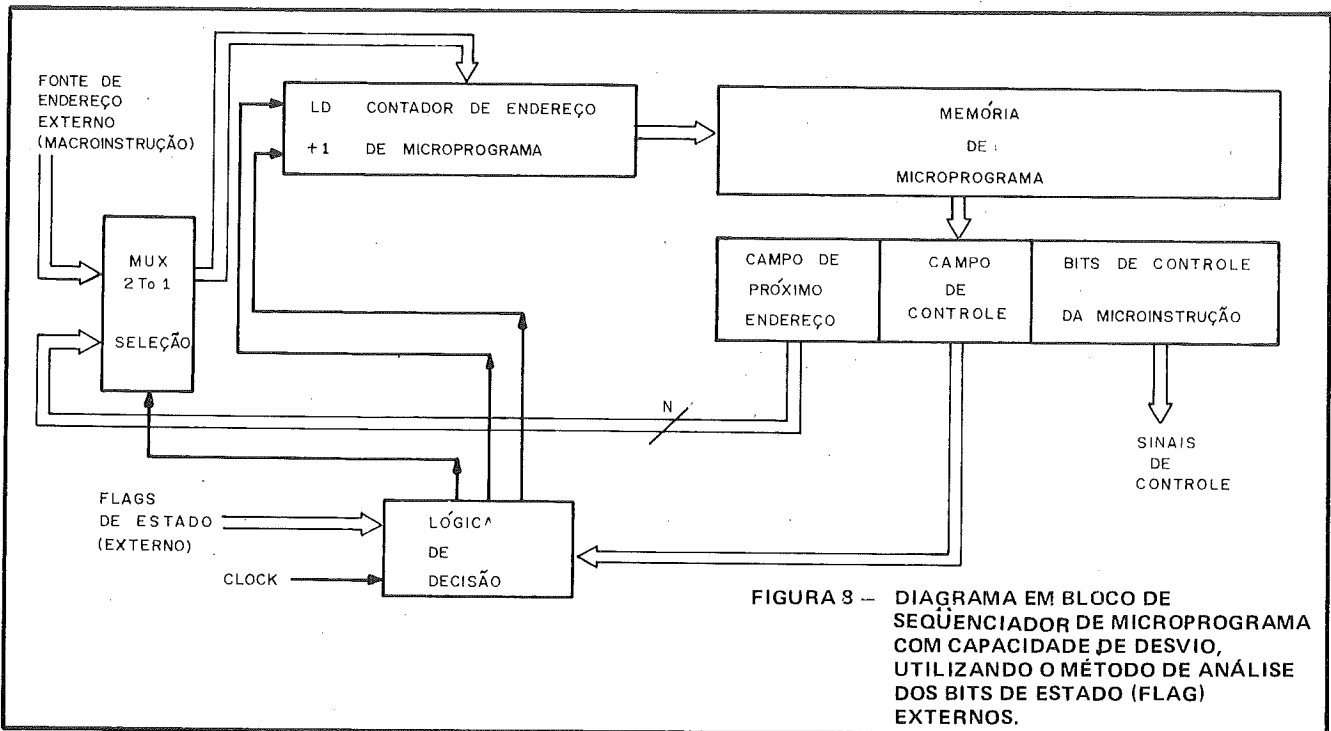 FONTE DE
ENDEREÇO
EXTERNO
(MACROINSTRUÇÃO)
LD CONTADOR DE ENDEREÇO
+1 DE MICROPROGRAMA
MEMÓRIA
DE
MICROPROGRAMA
MUX
2 To 1
SELEÇÃO
CAMPO DE
PRÓXIMO
ENDEREÇO
CAMPO
DE
CONTROLE
BITS DE CONTROLE
DA MICROINSTRUÇÃO
N
SINAIS
DE
CONTROLE
FLAGS
DE ESTADO
(EXTERNO)
CLOCK
LÓGICA
DE
DECISÃO
FIGURA 8 – DIAGRAMA EM BLOCO DE
SEQÜENCIADOR DE MICROPROGRAMA
COM CAPACIDADE DE DESVIO,
UTILIZANDO O MÉTODO DE ANÁLISE
DOS BITS DE ESTADO (FLAG)
EXTERNOS.